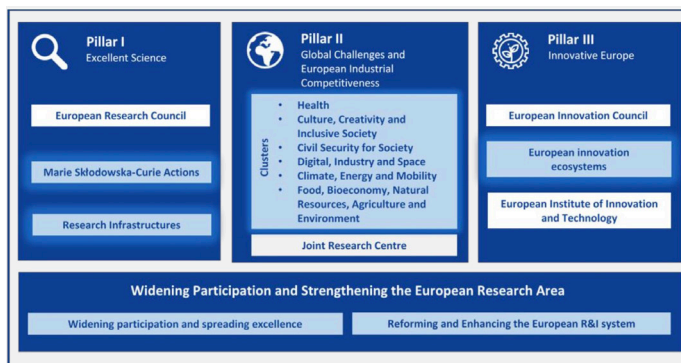 Pillar I
Excellent Science
European Research Council
Marie Skłodowska-Curie Actions
Research Infrastructures
Pillar II
Global Challenges and
European Industrial
Competitiveness
Clusters
• Health
• Culture, Creativity and
Inclusive Society
• Civil Security for Society
• Digital, Industry and Space
• Climate, Energy and Mobility
• Food, Bioeconomy, Natural
Resources, Agriculture and
Environment
Joint Research Centre
Pillar III
Innovative Europe
European Innovation Council
European innovation
ecosystems
European Institute of Innovation
and Technology
Widening Participation and Strengthening the European Research Area
Widening participation and spreading excellence
Reforming and Enhancing the European R&I system